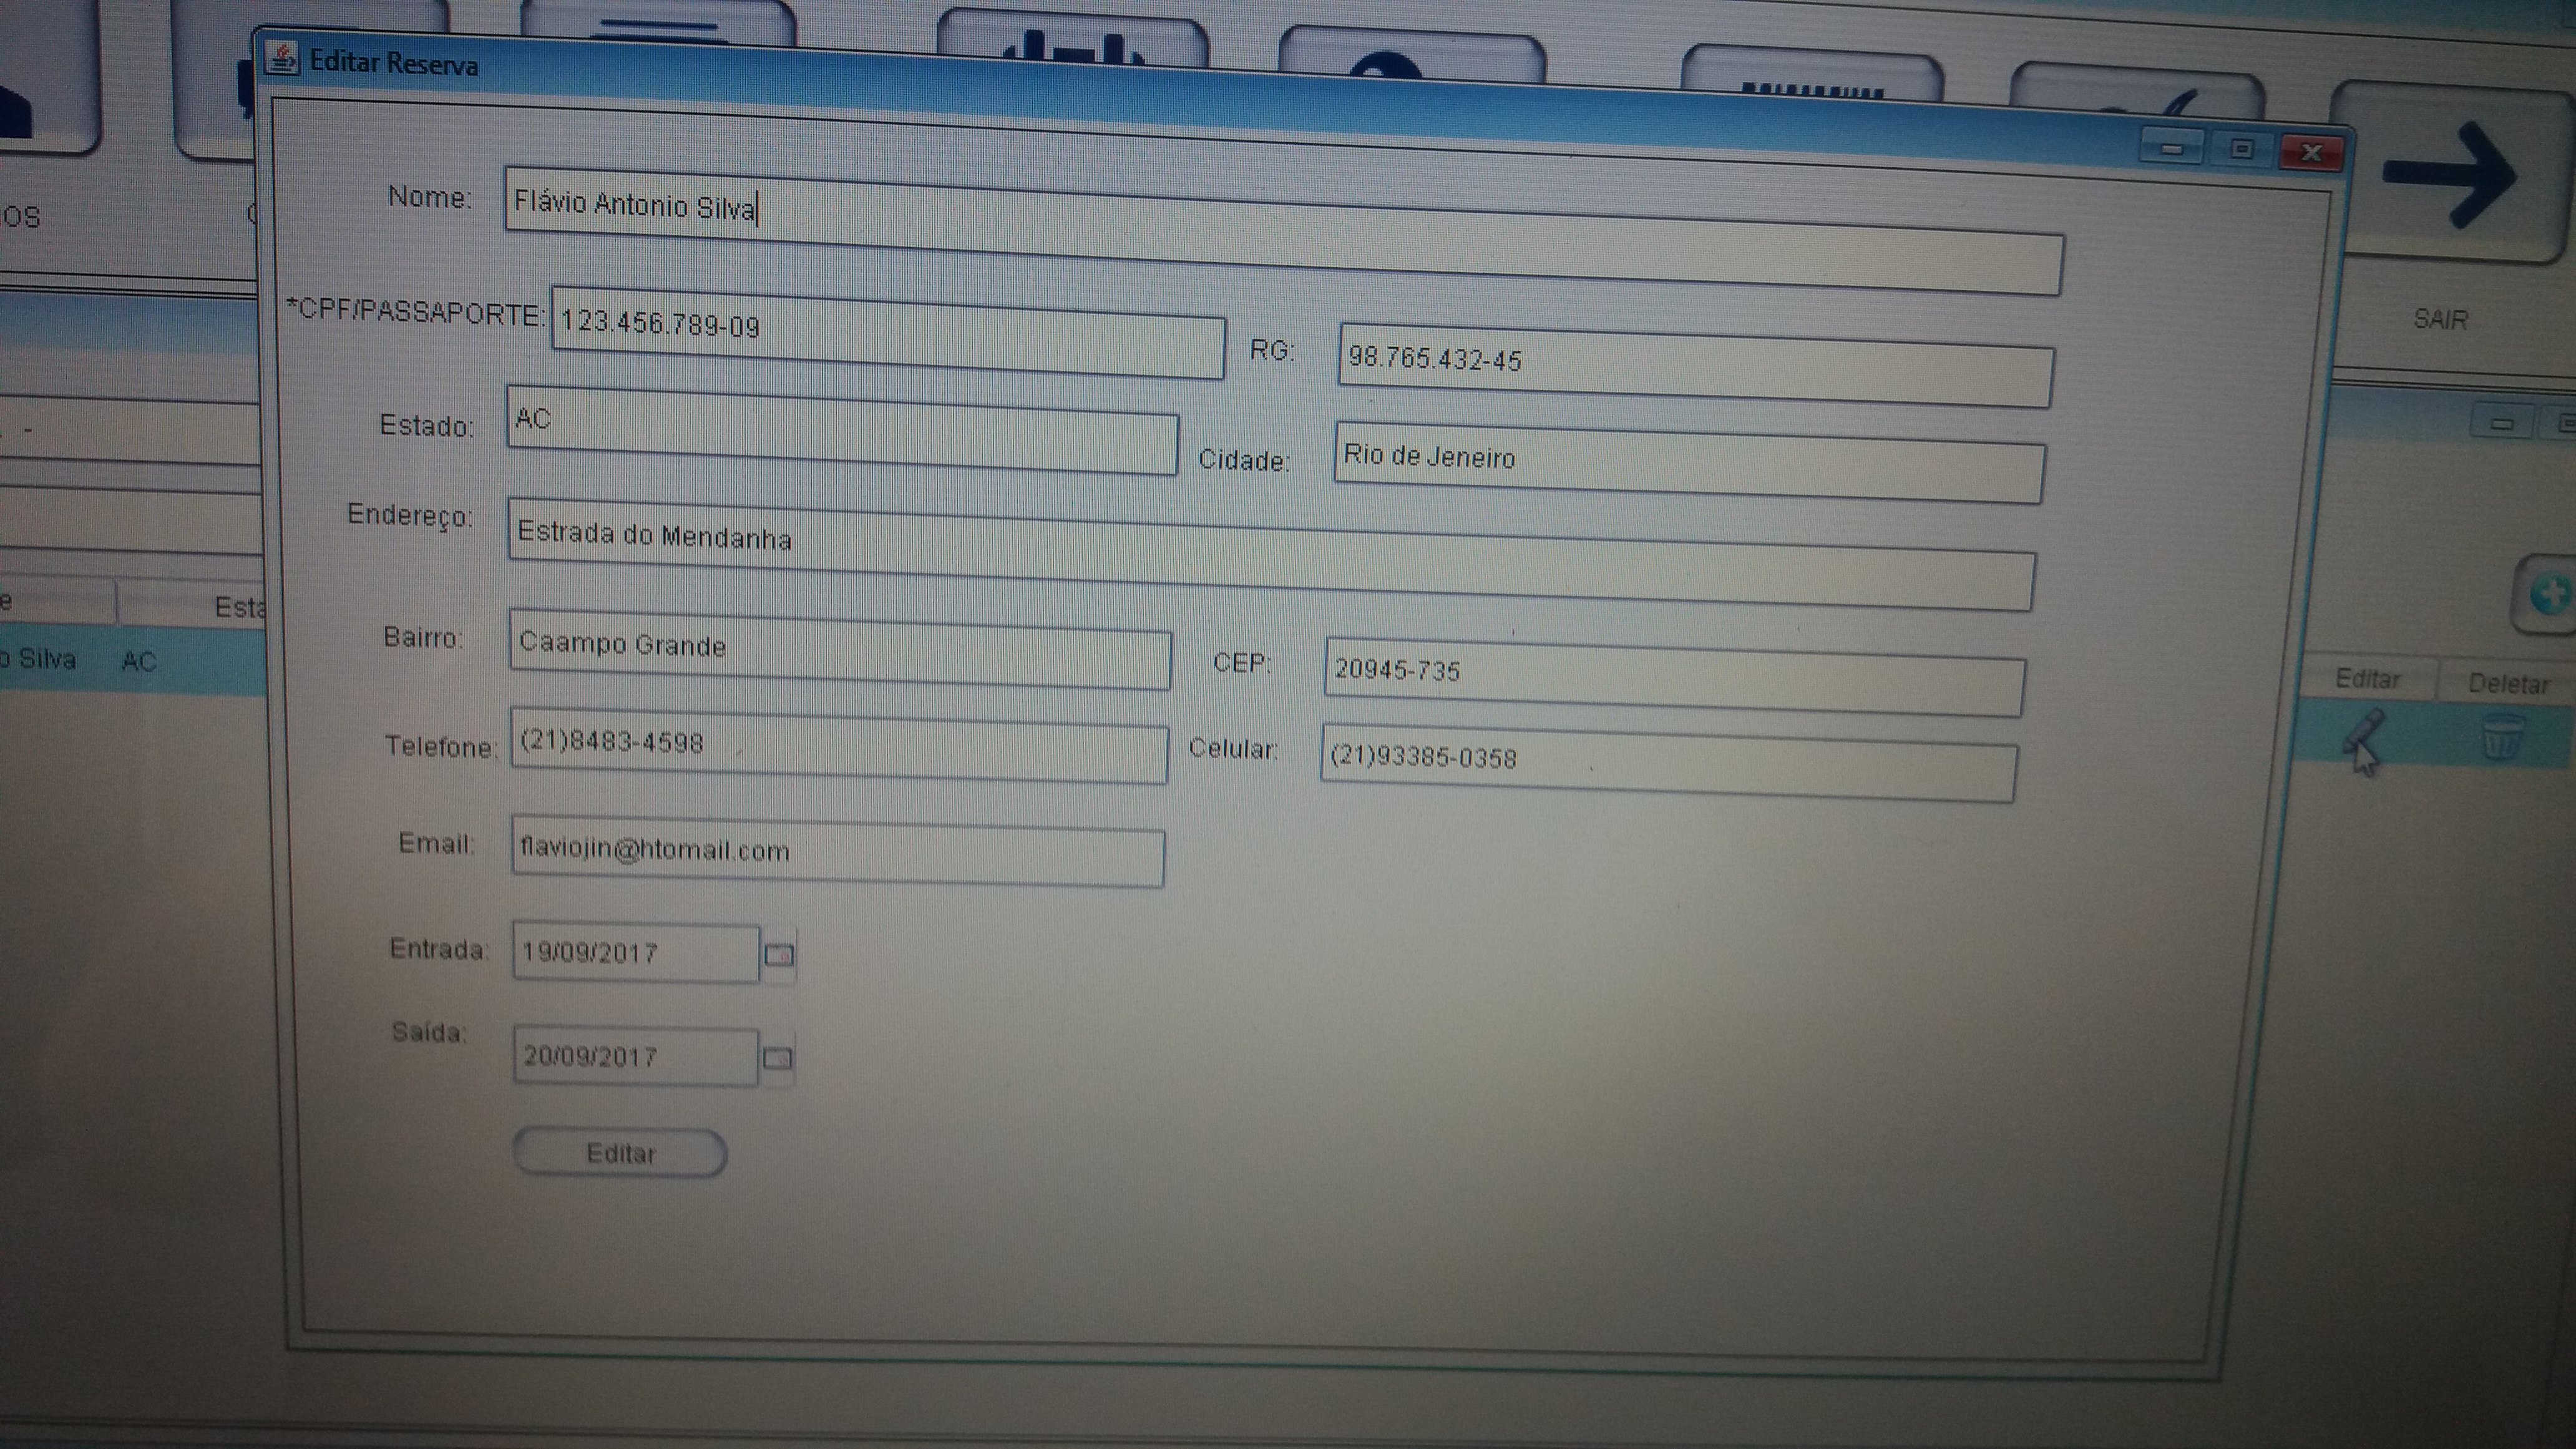 Editar Reserva
Nome: Flávio Antonio Silva
*CPF/PASSAPORTE: 123.456.789-09 RG: 98.765.432-45
Estado: AC Cidade: Rio de Jeneiro
Endereço: Estrada do Mendanha
Bairro: Caampo Grande CEP: 20945-735
Telefone: (21)8483-4598 Celular: (21)93385-0358
Email: flaviojin@htomail.com
Entrada: 19/09/2017
Saída: 20/09/2017
Editar
OS
SAIR
e Esta
o Silva AC
Editar Deletar